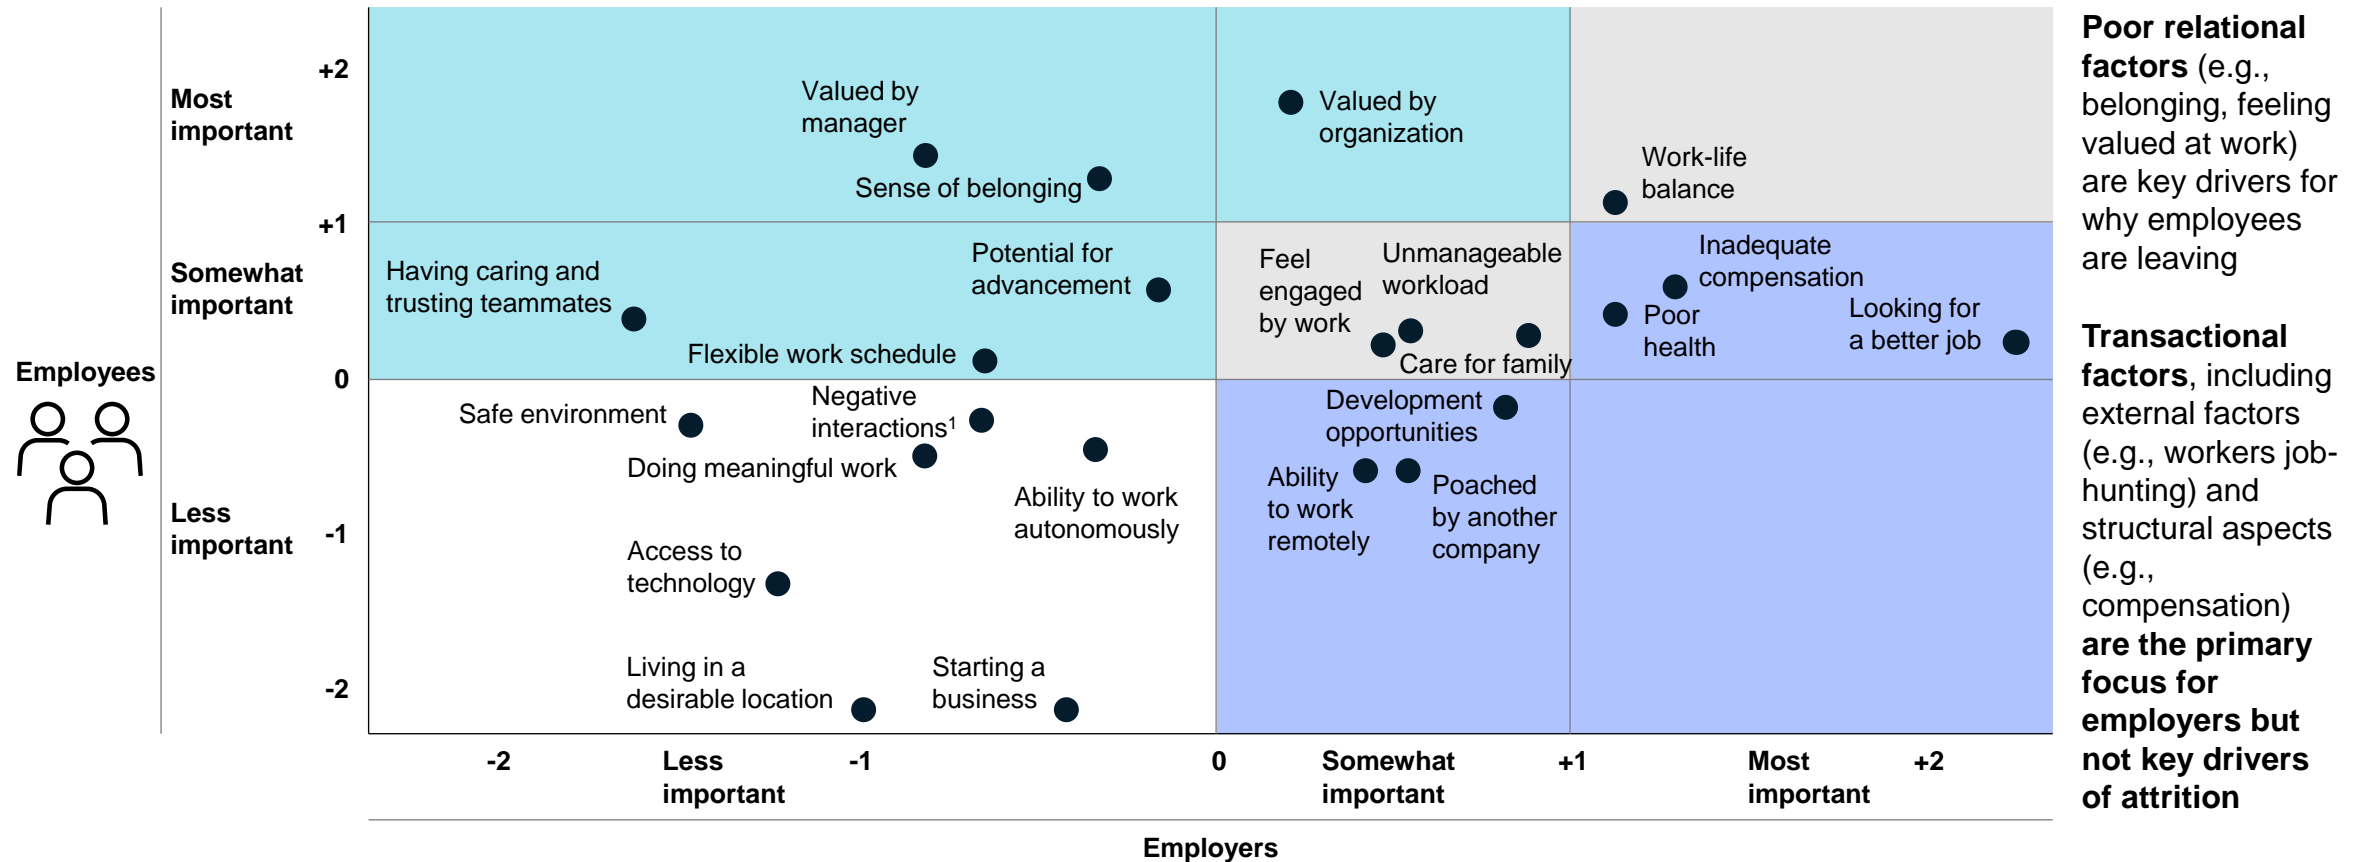 Employees
Most
important
Somewhat
important
Less
important
+2
+1
0
-1
-2
Valued by
manager
Sense of belonging
Valued by
organization
Work-life
balance
Having caring and
trusting teammates
Potential for
advancement
Flexible work schedule
Feel
engaged
by work
Unmanageable
workload
Care for family
Inadequate
compensation
Poor
health
Looking for
a better job
Safe environment
Negative
interactions¹
Doing meaningful work
Ability to work
autonomously
Access to
technology
Living in a
desirable location
Starting a
business
Development
opportunities
Ability
to work
remotely
Poached
by another
company
-2
Less
important
-1
0
Somewhat
important
+1
Most
important
+2
Employers
Poor relational
factors (e.g.,
belonging, feeling
valued at work)
are key drivers for
why employees
are leaving
Transactional
factors, including
external factors
(e.g., workers job-
hunting) and
structural aspects
(e.g.,
compensation)
are the primary
focus for
employers but
not key drivers
of attrition